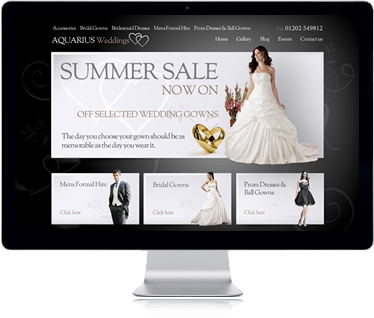 Accessories Bridal Gowns Bridesmaid Dresses Mens Formal Hire Prom Dresses & Ball Gowns Tel: 01202 549812
AQUARIUS Weddings Home Gallery Blog Events Contact us
SUMMER SALE
NOW ON
OFF SELECTED WEDDING GOWNS
The day you choose your gown should be as
memorable as the day you wear it.
Mens Formal Hire Bridal Gowns Prom Dresses &
Ball Gowns
Click here Click here Click here